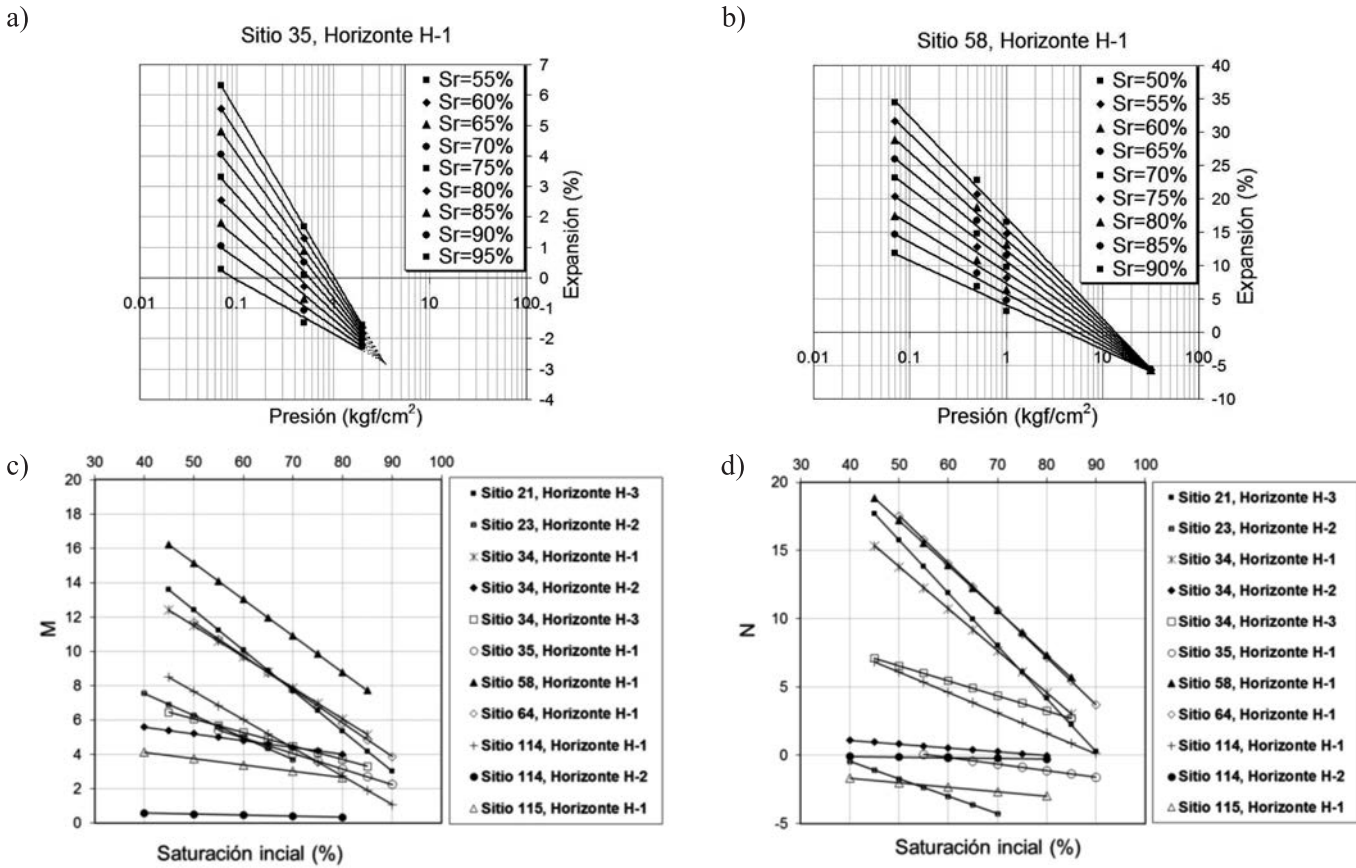 a)
Sitio 35, Horizonte H-1
Sr=55%
Sr=60%
Sr=65%
Sr=70%
Sr=75%
Sr=80%
Sr=85%
Sr=90%
Sr=95%
7
6
5
4
3
2
1
0
-1
-2
-3
-4
Expansión (%)
0.01
0.1
1
10
100
Presión (kgf/cm²)
b)
Sitio 58, Horizonte H-1
Sr=50%
Sr=55%
Sr=60%
Sr=65%
Sr=70%
Sr=75%
Sr=80%
Sr=85%
Sr=90%
40
35
30
25
20
15
10
5
0
-5
-10
Expansión (%)
0.01
0.1
1
10
100
Presión (kgf/cm²)
c)
30 40 50 60 70 80 90 100
20
18
16
14
12
10
8
6
4
2
0
M
Saturación incial (%)
Sitio 21, Horizonte H-3
Sitio 23, Horizonte H-2
Sitio 34, Horizonte H-1
Sitio 34, Horizonte H-2
Sitio 34, Horizonte H-3
Sitio 35, Horizonte H-1
Sitio 58, Horizonte H-1
Sitio 64, Horizonte H-1
Sitio 114, Horizonte H-1
Sitio 114, Horizonte H-2
Sitio 115, Horizonte H-1
d)
30 40 50 60 70 80 90 100
20
15
10
5
0
-5
N
Saturación incial (%)
Sitio 21, Horizonte H-3
Sitio 23, Horizonte H-2
Sitio 34, Horizonte H-1
Sitio 34, Horizonte H-2
Sitio 34, Horizonte H-3
Sitio 35, Horizonte H-1
Sitio 58, Horizonte H-1
Sitio 64, Horizonte H-1
Sitio 114, Horizonte H-1
Sitio 114, Horizonte H-2
Sitio 115, Horizonte H-1